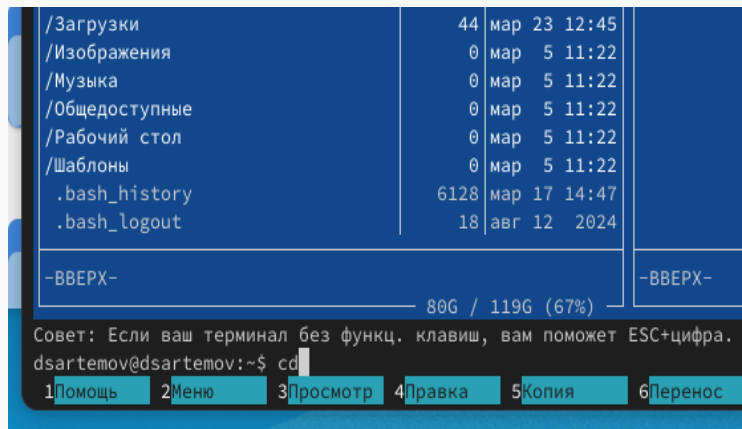 /Загрузки 44 мар 23 12:45
/Изображения 0 мар 5 11:22
/Музыка 0 мар 5 11:22
/Общедоступные 0 мар 5 11:22
/Рабочий стол 0 мар 5 11:22
/Шаблоны 0 мар 5 11:22
.bash_history 6128 мар 17 14:47
.bash_logout 18 авг 12 2024
-ВВЕРХ- -ВВЕРХ-
80G / 119G (67%)
Совет: Если ваш терминал без функц. клавиш, вам поможет ESC+цифра.
dsartemov@dsartemov:~$ cd
1Помощь 2Меню 3Просмотр 4Правка 5Копия 6Перенос